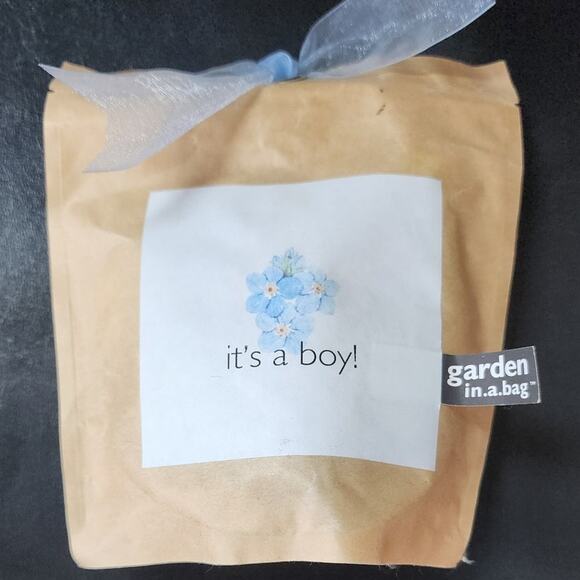 it's a boy!
garden
in.a.bag™